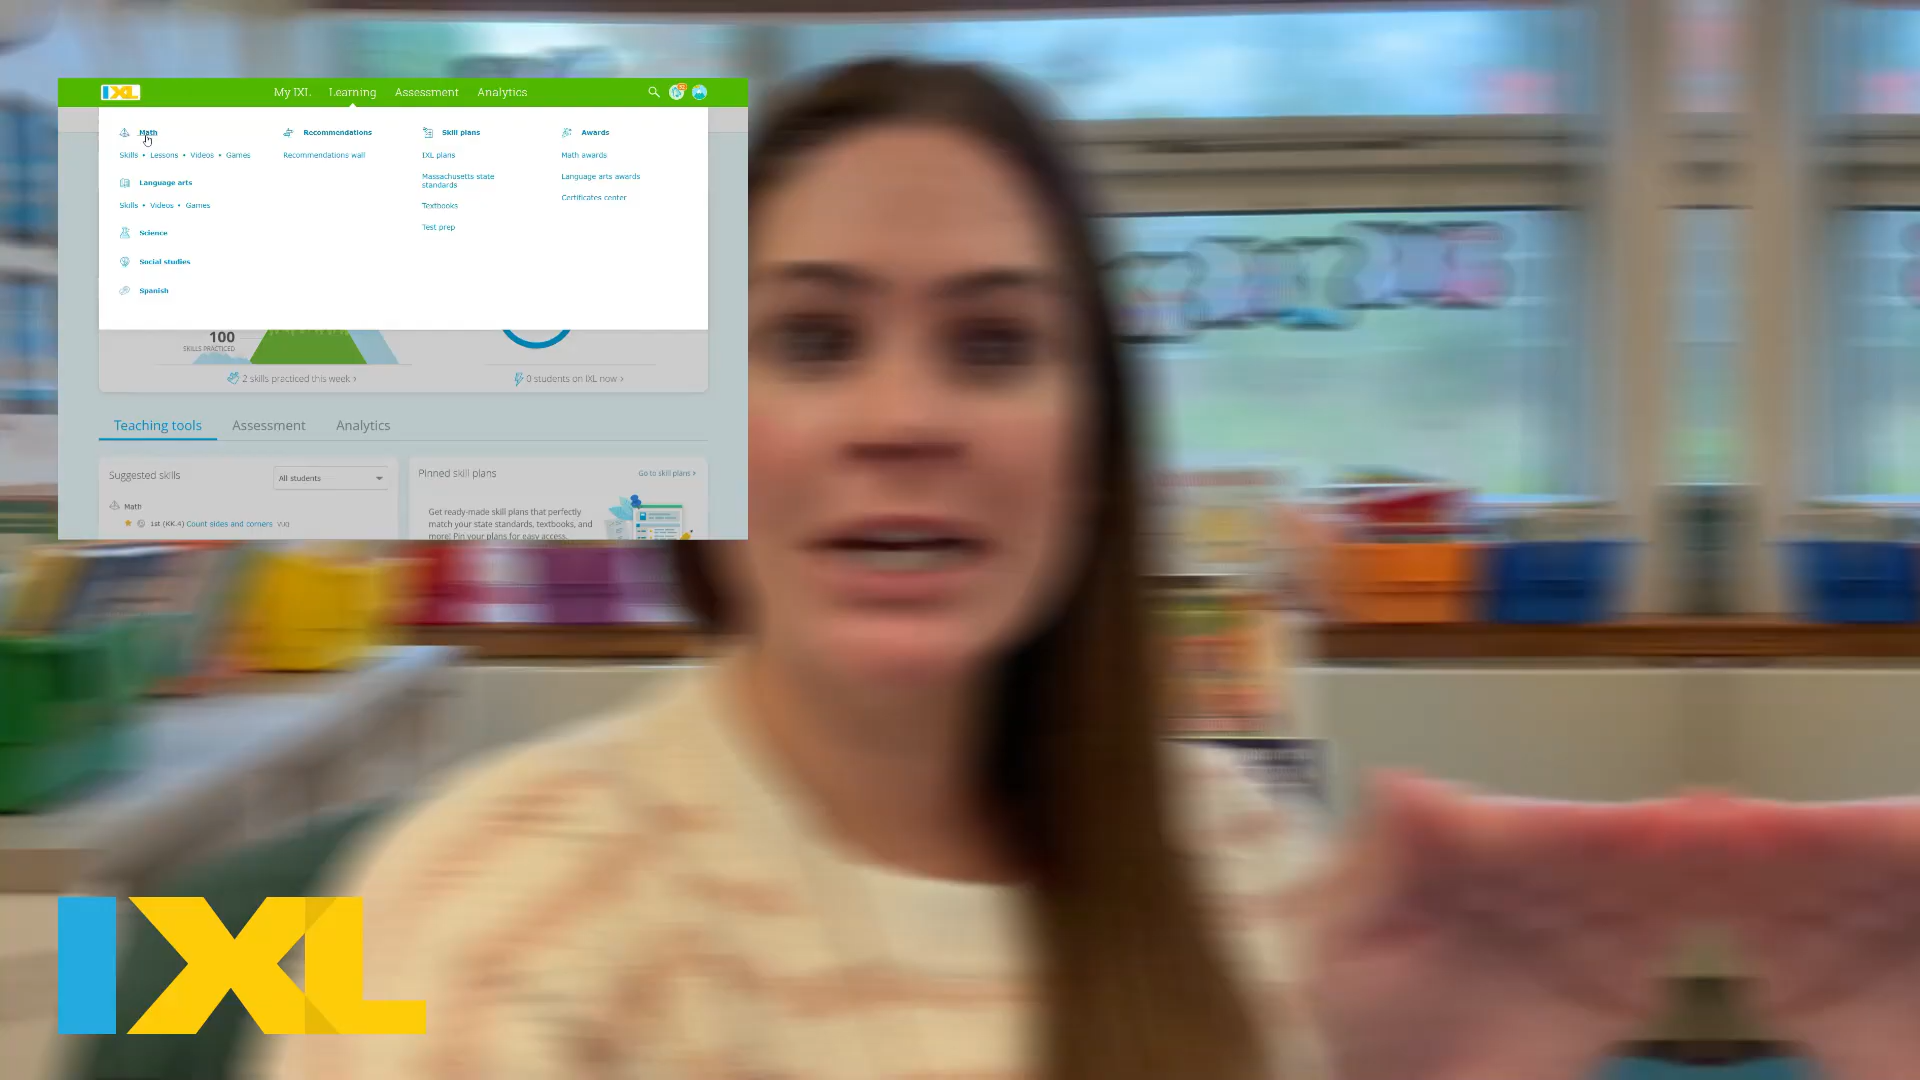 IXL
My IXL Learning Assessment Analytics
Math Recommendations Skill plans Awards
Skills • Lessons • Videos • Games Recommendations wall IXL plans Math awards
Language arts Massachusetts state standards Language arts awards
Skills • Videos • Games Textbooks Certificates center
Science Test prep
Social studies
Spanish
100
SKILLS PRACTICED
2 skills practiced this week >
0 students on IXL now >
Teaching tools Assessment Analytics
Suggested skills All students
Math
1st (KK.4) Count sides and corners
Pinned skill plans Go to skill plans >
Get ready-made skill plans that perfectly
match your state standards, textbooks, and
more! Pin your plans for easy access.
IXL